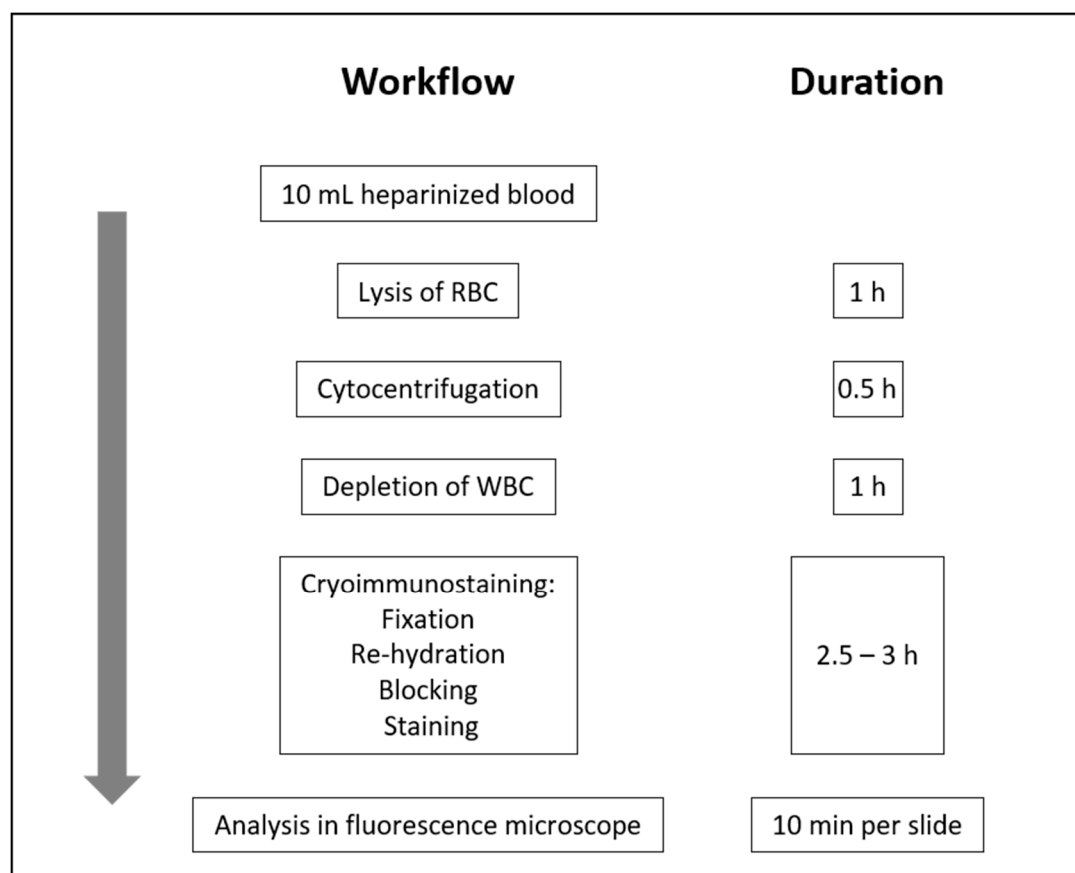 Workflow Duration
10 mL heparinized blood
Lysis of RBC 1 h
Cytocentrifugation 0.5 h
Depletion of WBC 1 h
Cryoimmunostaining:
Fixation
Re-hydration 2.5 – 3 h
Blocking
Staining
Analysis in fluorescence microscope 10 min per slide